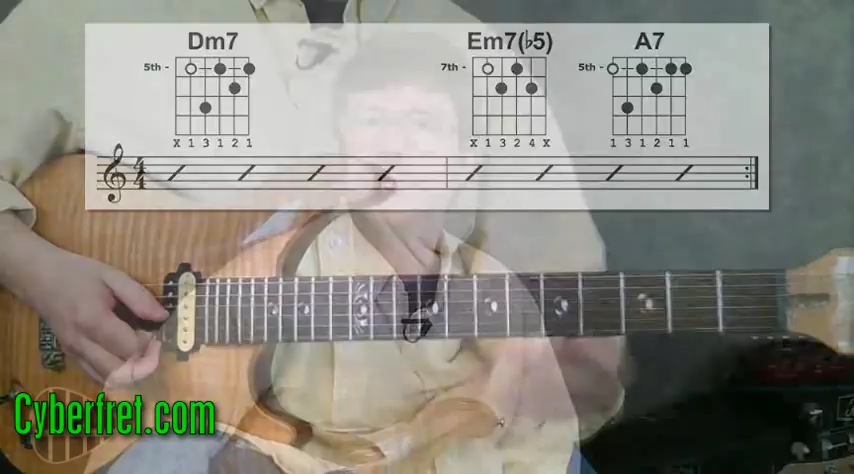 Dm7 Em7(♭5) A7
5th - 7th - 5th -
X 1 3 1 2 1 X 1 3 2 4 X 1 3 1 2 1 1
4
4
Cyberfret.com